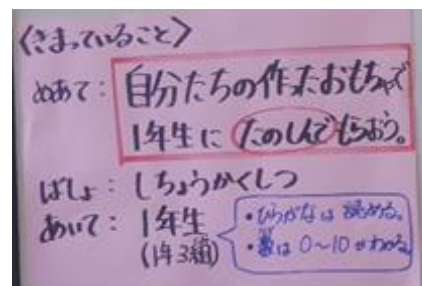 〈きまっていること〉
めあて： 自分たちの作ったおもちゃで
1年生に たのしんでもらおう。
ばしょ： しちょうかくしつ
あいて： 1年生
(1年3組)
・ひらがなは 読める。
・数は 0〜10がわかる。